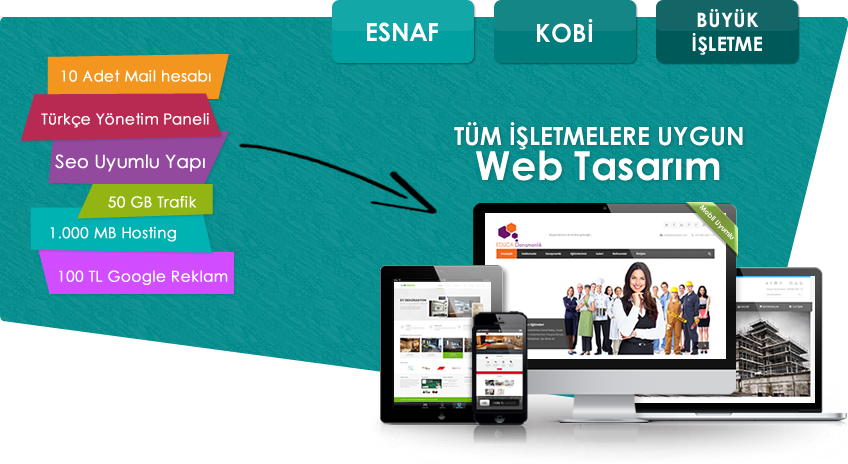 ESNAF
KOBİ
BÜYÜK
İŞLETME
10 Adet Mail hesabı
Türkçe Yönetim Paneli
Seo Uyumlu Yapı
50 GB Trafik
1.000 MB Hosting
100 TL Google Reklam
TÜM İŞLETMELERE UYGUN
Web Tasarım
Mobil Uyumlu
EDUCA Danışmanlık